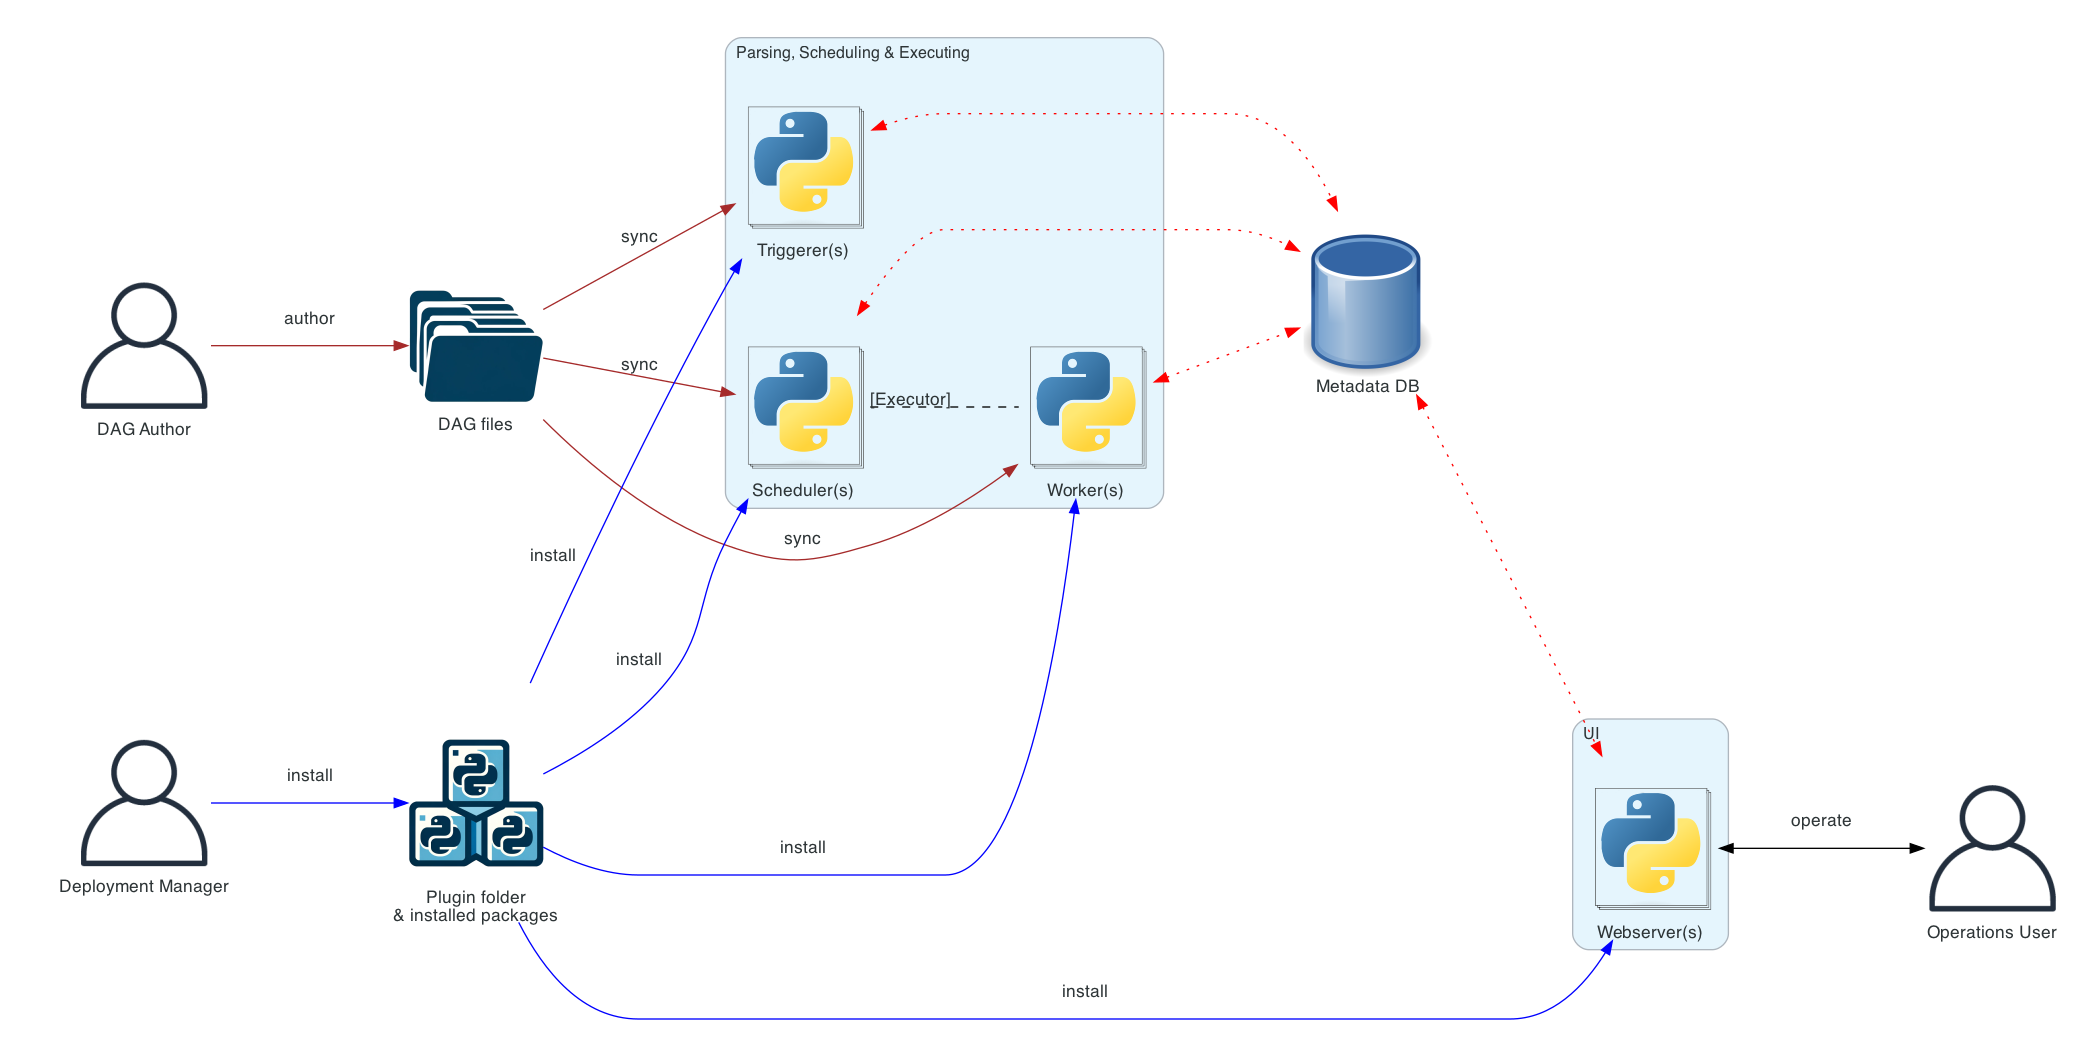 Parsing, Scheduling & Executing
Triggerer(s)
sync
author
sync
DAG Author
DAG files
[Executor]
Metadata DB
Scheduler(s)
Worker(s)
sync
install
install
UI
install
install
operate
Deployment Manager
Plugin folder
& installed packages
Webserver(s)
Operations User
install